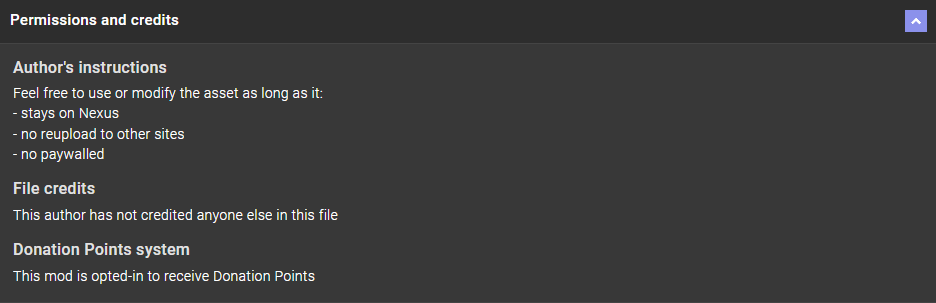 Permissions and credits
Author's instructions
Feel free to use or modify the asset as long as it:
- stays on Nexus
- no reupload to other sites
- no paywalled
File credits
This author has not credited anyone else in this file
Donation Points system
This mod is opted-in to receive Donation Points